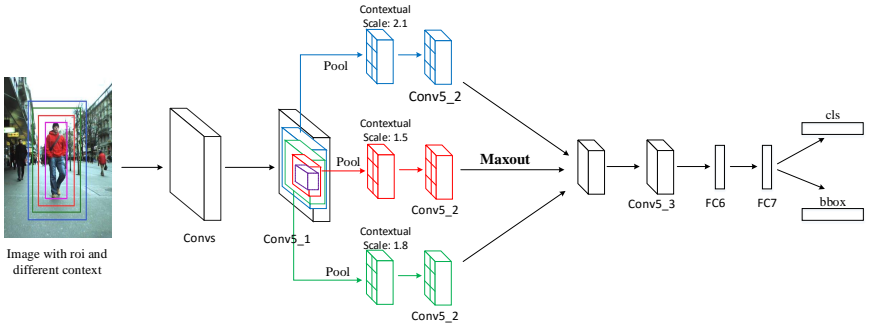 Contextual
Scale: 2.1
Pool
Conv5_2
Contextual
Scale: 1.5
Pool
Conv5_2
Maxout
Contextual
Scale: 1.8
Pool
Conv5_2
Image with roi and
different context
Convs
Conv5_1
Conv5_3
FC6
FC7
cls
bbox